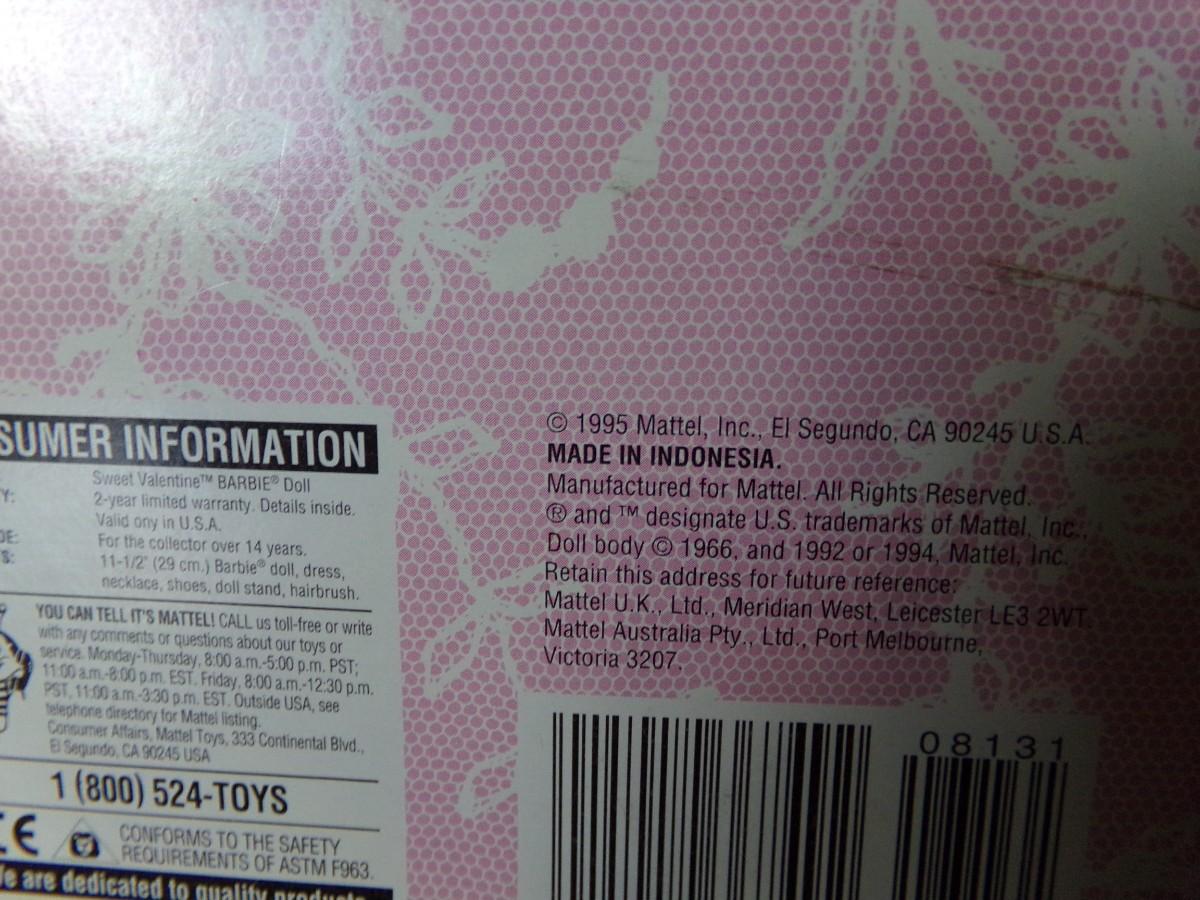 SUMER INFORMATION
Sweet Valentine™ BARBIE® Doll
Y: 2-year limited warranty. Details inside.
Valid ony in U.S.A.
DE: For the collector over 14 years.
S: 11-1/2" (29 cm.) Barbie® doll, dress,
necklace, shoes, doll stand, hairbrush.
YOU CAN TELL IT'S MATTEL! CALL us toll-free or write
with any comments or questions about our toys or
service. Monday-Thursday, 8:00 a.m.-5:00 p.m. PST;
11:00 a.m.-8:00 p.m. EST. Friday, 8:00 a.m.-12:30 p.m.
PST, 11:00 a.m.-3:30 p.m. EST. Outside USA, see
telephone directory for Mattel listing.
Consumer Affairs, Mattel Toys, 333 Continental Blvd.,
El Segundo, CA 90245 USA
1 (800) 524-TOYS
CE
CONFORMS TO THE SAFETY
REQUIREMENTS OF ASTM F963.
We are dedicated to quality products
© 1995 Mattel, Inc., El Segundo, CA 90245 U.S.A.
MADE IN INDONESIA.
Manufactured for Mattel. All Rights Reserved.
® and ™ designate U.S. trademarks of Mattel, Inc.,
Doll body © 1966, and 1992 or 1994, Mattel, Inc.
Retain this address for future reference:
Mattel U.K., Ltd., Meridian West, Leicester LE3 2WT.
Mattel Australia Pty., Ltd., Port Melbourne,
Victoria 3207.
08131